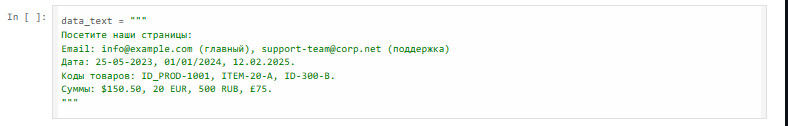 In [ ]:
data_text = """
Посетите наши страницы:
Email: info@example.com (главный), support-team@corp.net (поддержка)
Дата: 25-05-2023, 01/01/2024, 12.02.2025.
Коды товаров: ID_PROD-1001, ITEM-20-A, ID-300-B.
Суммы: $150.50, 20 EUR, 500 RUB, £75.
"""